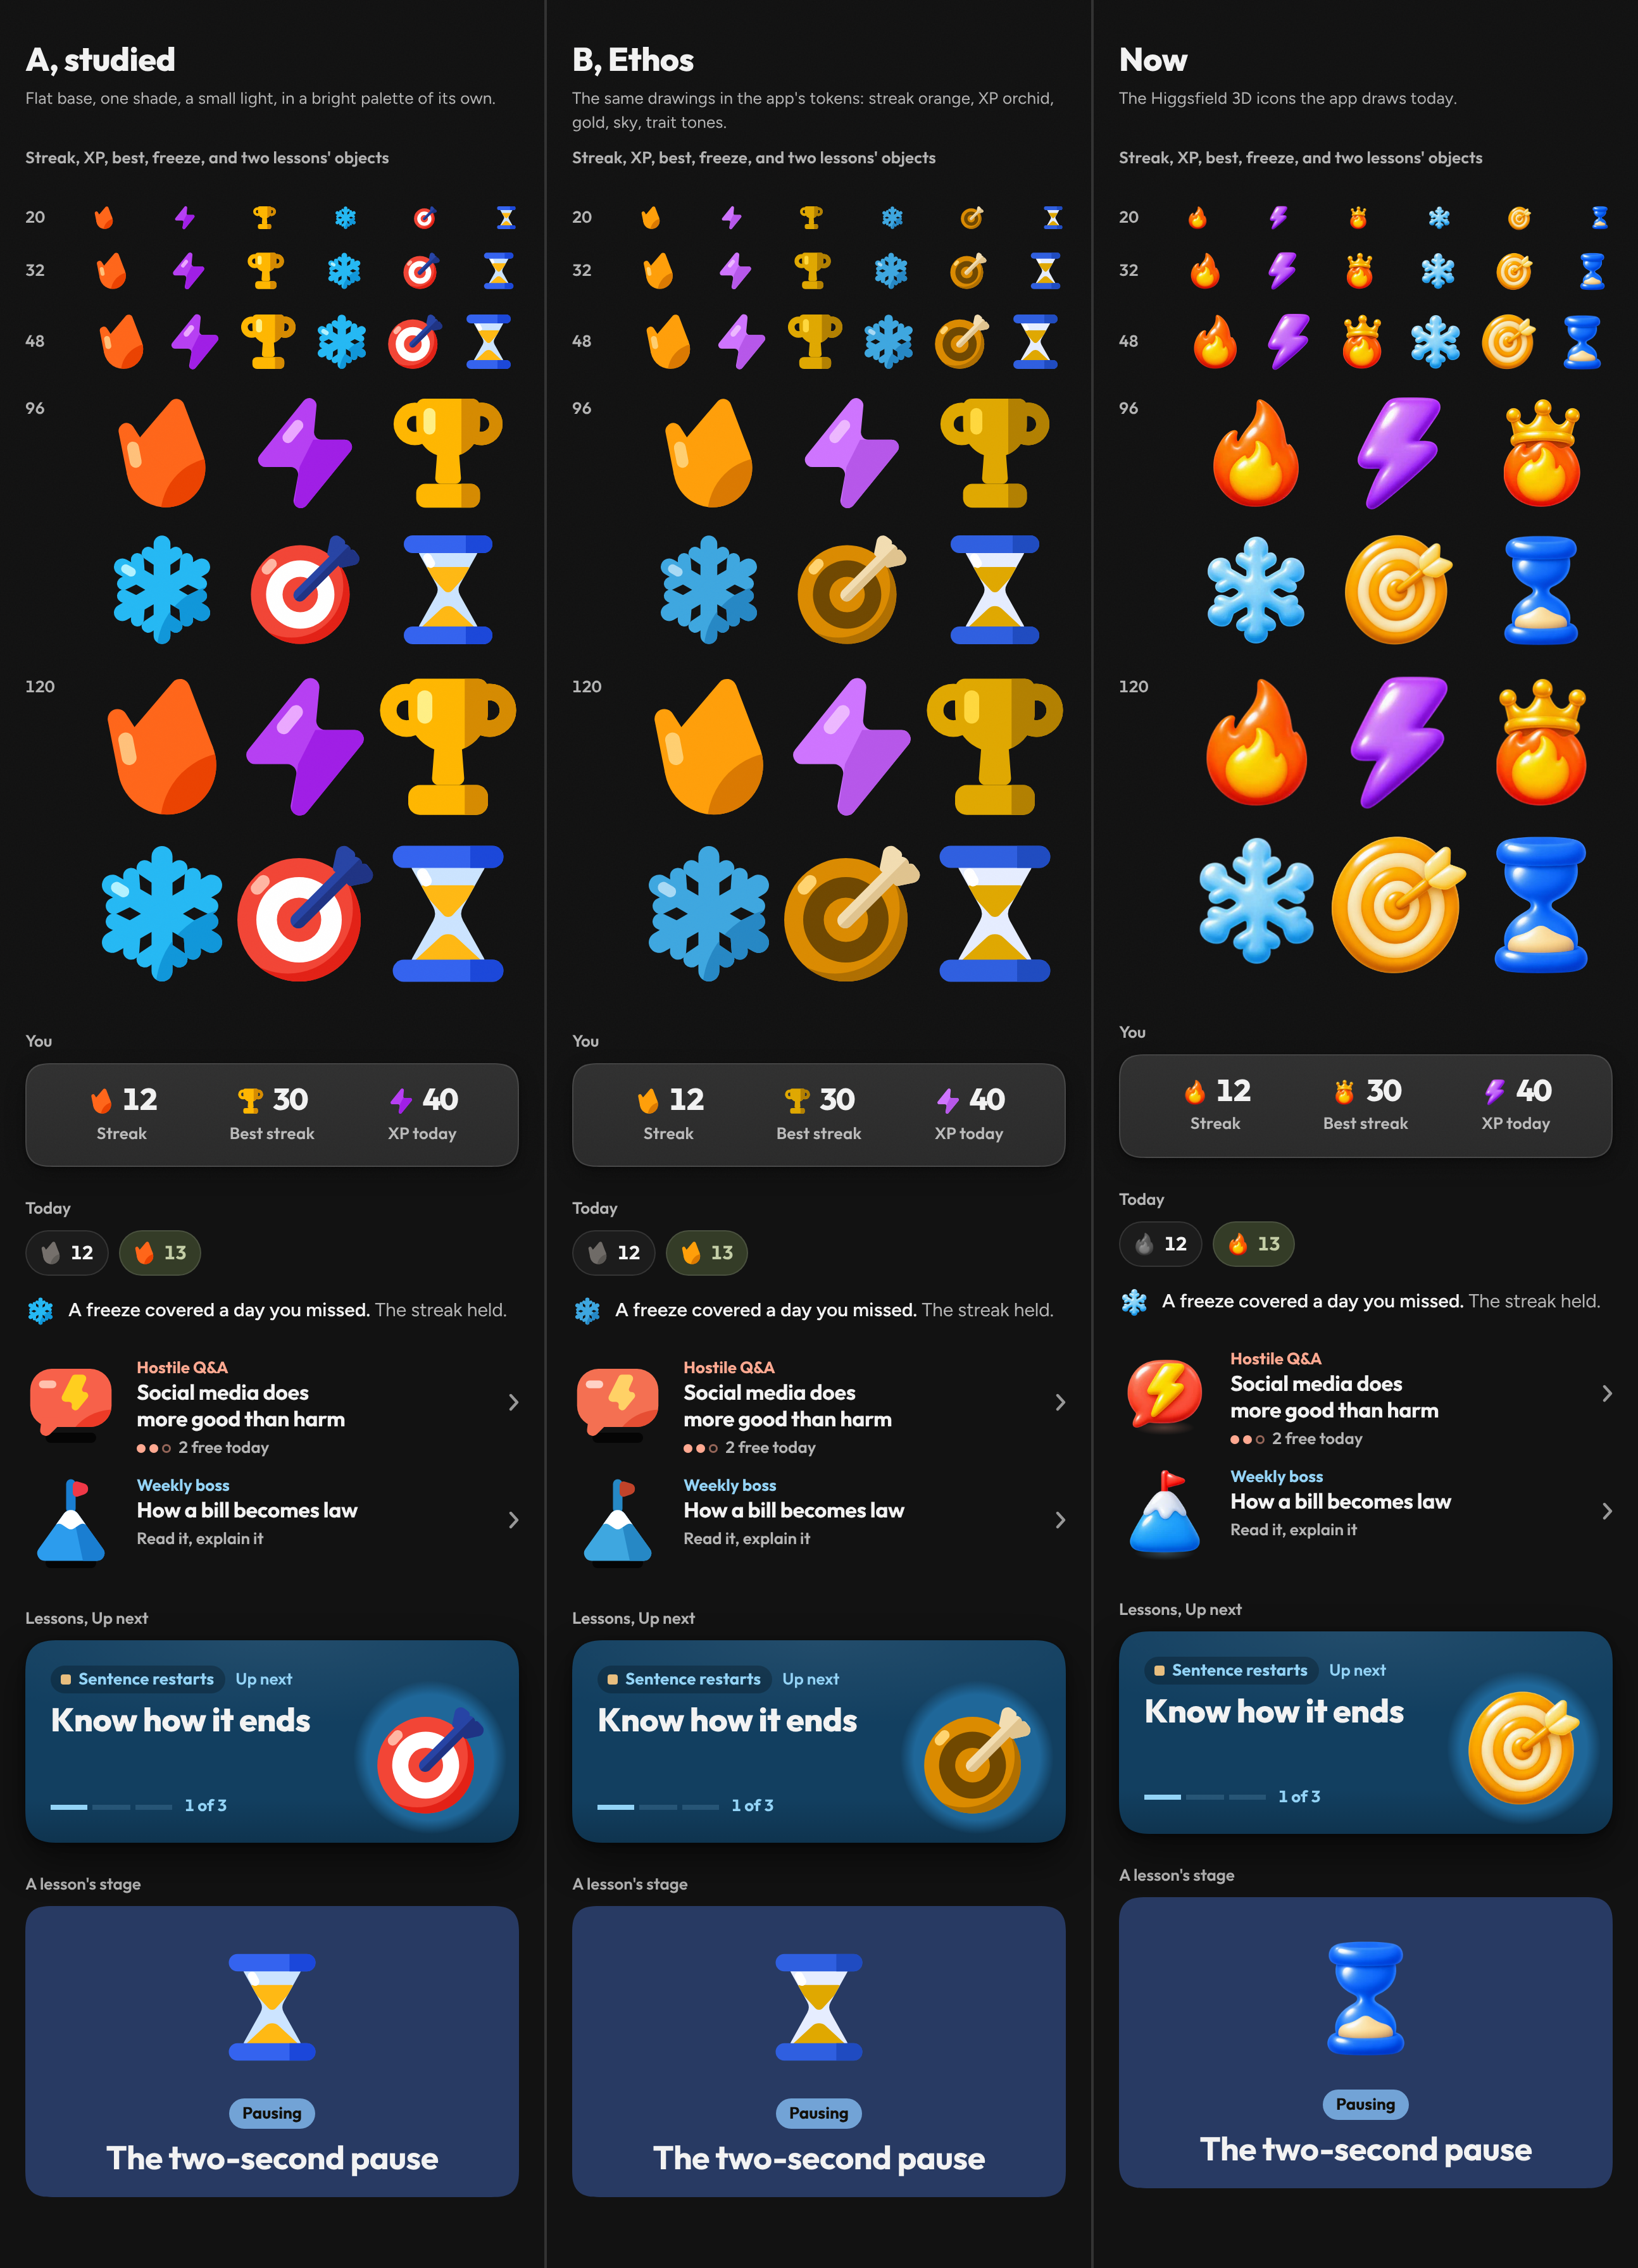 A, studied
Flat base, one shade, a small light, in a bright palette of its own.
Streak, XP, best, freeze, and two lessons' objects
20
32
48
96
120
You
12
30
40
Streak
Best streak
XP today
Today
12
13
A freeze covered a day you missed. The streak held.
Hostile Q&A
Social media does
more good than harm
2 free today
Weekly boss
How a bill becomes law
Read it, explain it
Lessons, Up next
Sentence restarts
Up next
Know how it ends
1 of 3
A lesson's stage
Pausing
The two-second pause
B, Ethos
The same drawings in the app's tokens: streak orange, XP orchid,
gold, sky, trait tones.
Streak, XP, best, freeze, and two lessons' objects
20
32
48
96
120
You
12
30
40
Streak
Best streak
XP today
Today
12
13
A freeze covered a day you missed. The streak held.
Hostile Q&A
Social media does
more good than harm
2 free today
Weekly boss
How a bill becomes law
Read it, explain it
Lessons, Up next
Sentence restarts
Up next
Know how it ends
1 of 3
A lesson's stage
Pausing
The two-second pause
Now
The Higgsfield 3D icons the app draws today.
Streak, XP, best, freeze, and two lessons' objects
20
32
48
96
120
You
12
30
40
Streak
Best streak
XP today
Today
12
13
A freeze covered a day you missed. The streak held.
Hostile Q&A
Social media does
more good than harm
2 free today
Weekly boss
How a bill becomes law
Read it, explain it
Lessons, Up next
Sentence restarts
Up next
Know how it ends
1 of 3
A lesson's stage
Pausing
The two-second pause